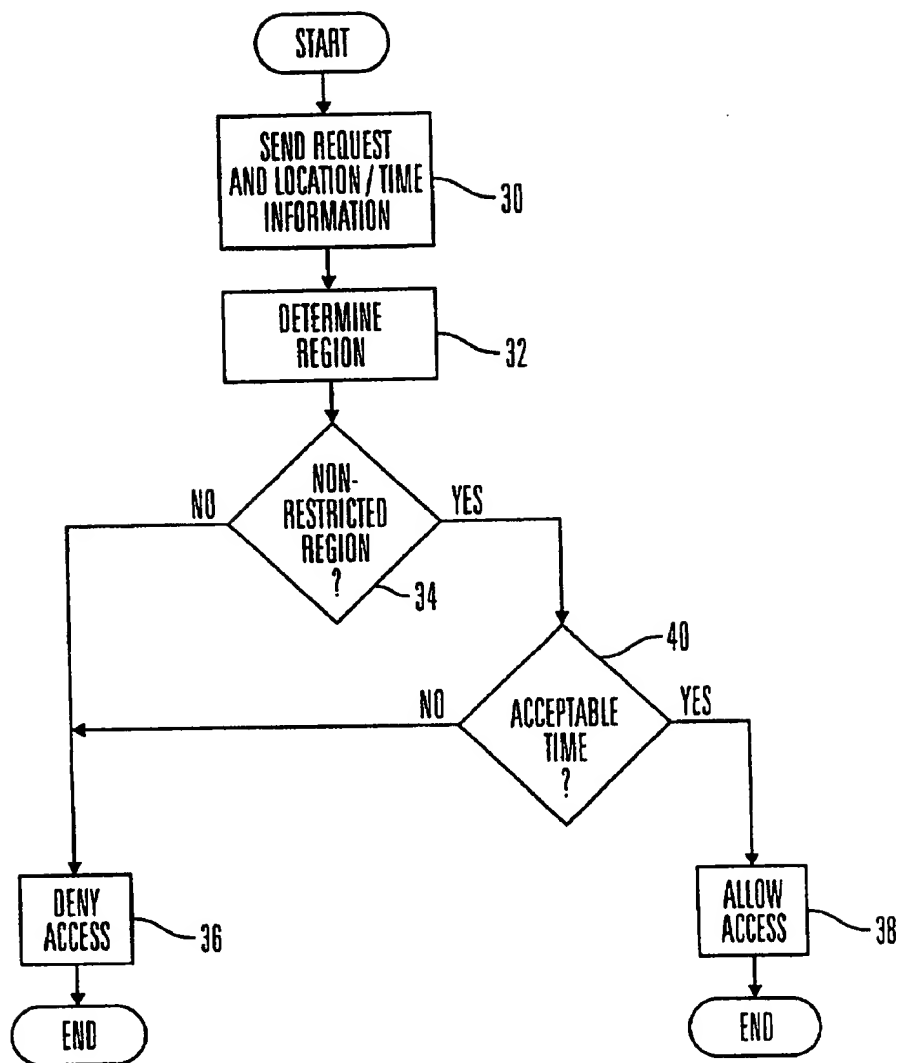 START
SEND REQUEST
AND LOCATION / TIME
INFORMATION
30
DETERMINE
REGION
32
NON-
RESTRICTED
REGION
?
NO
YES
34
40
ACCEPTABLE
TIME
?
NO
YES
DENY
ACCESS
36
ALLOW
ACCESS
38
END
END